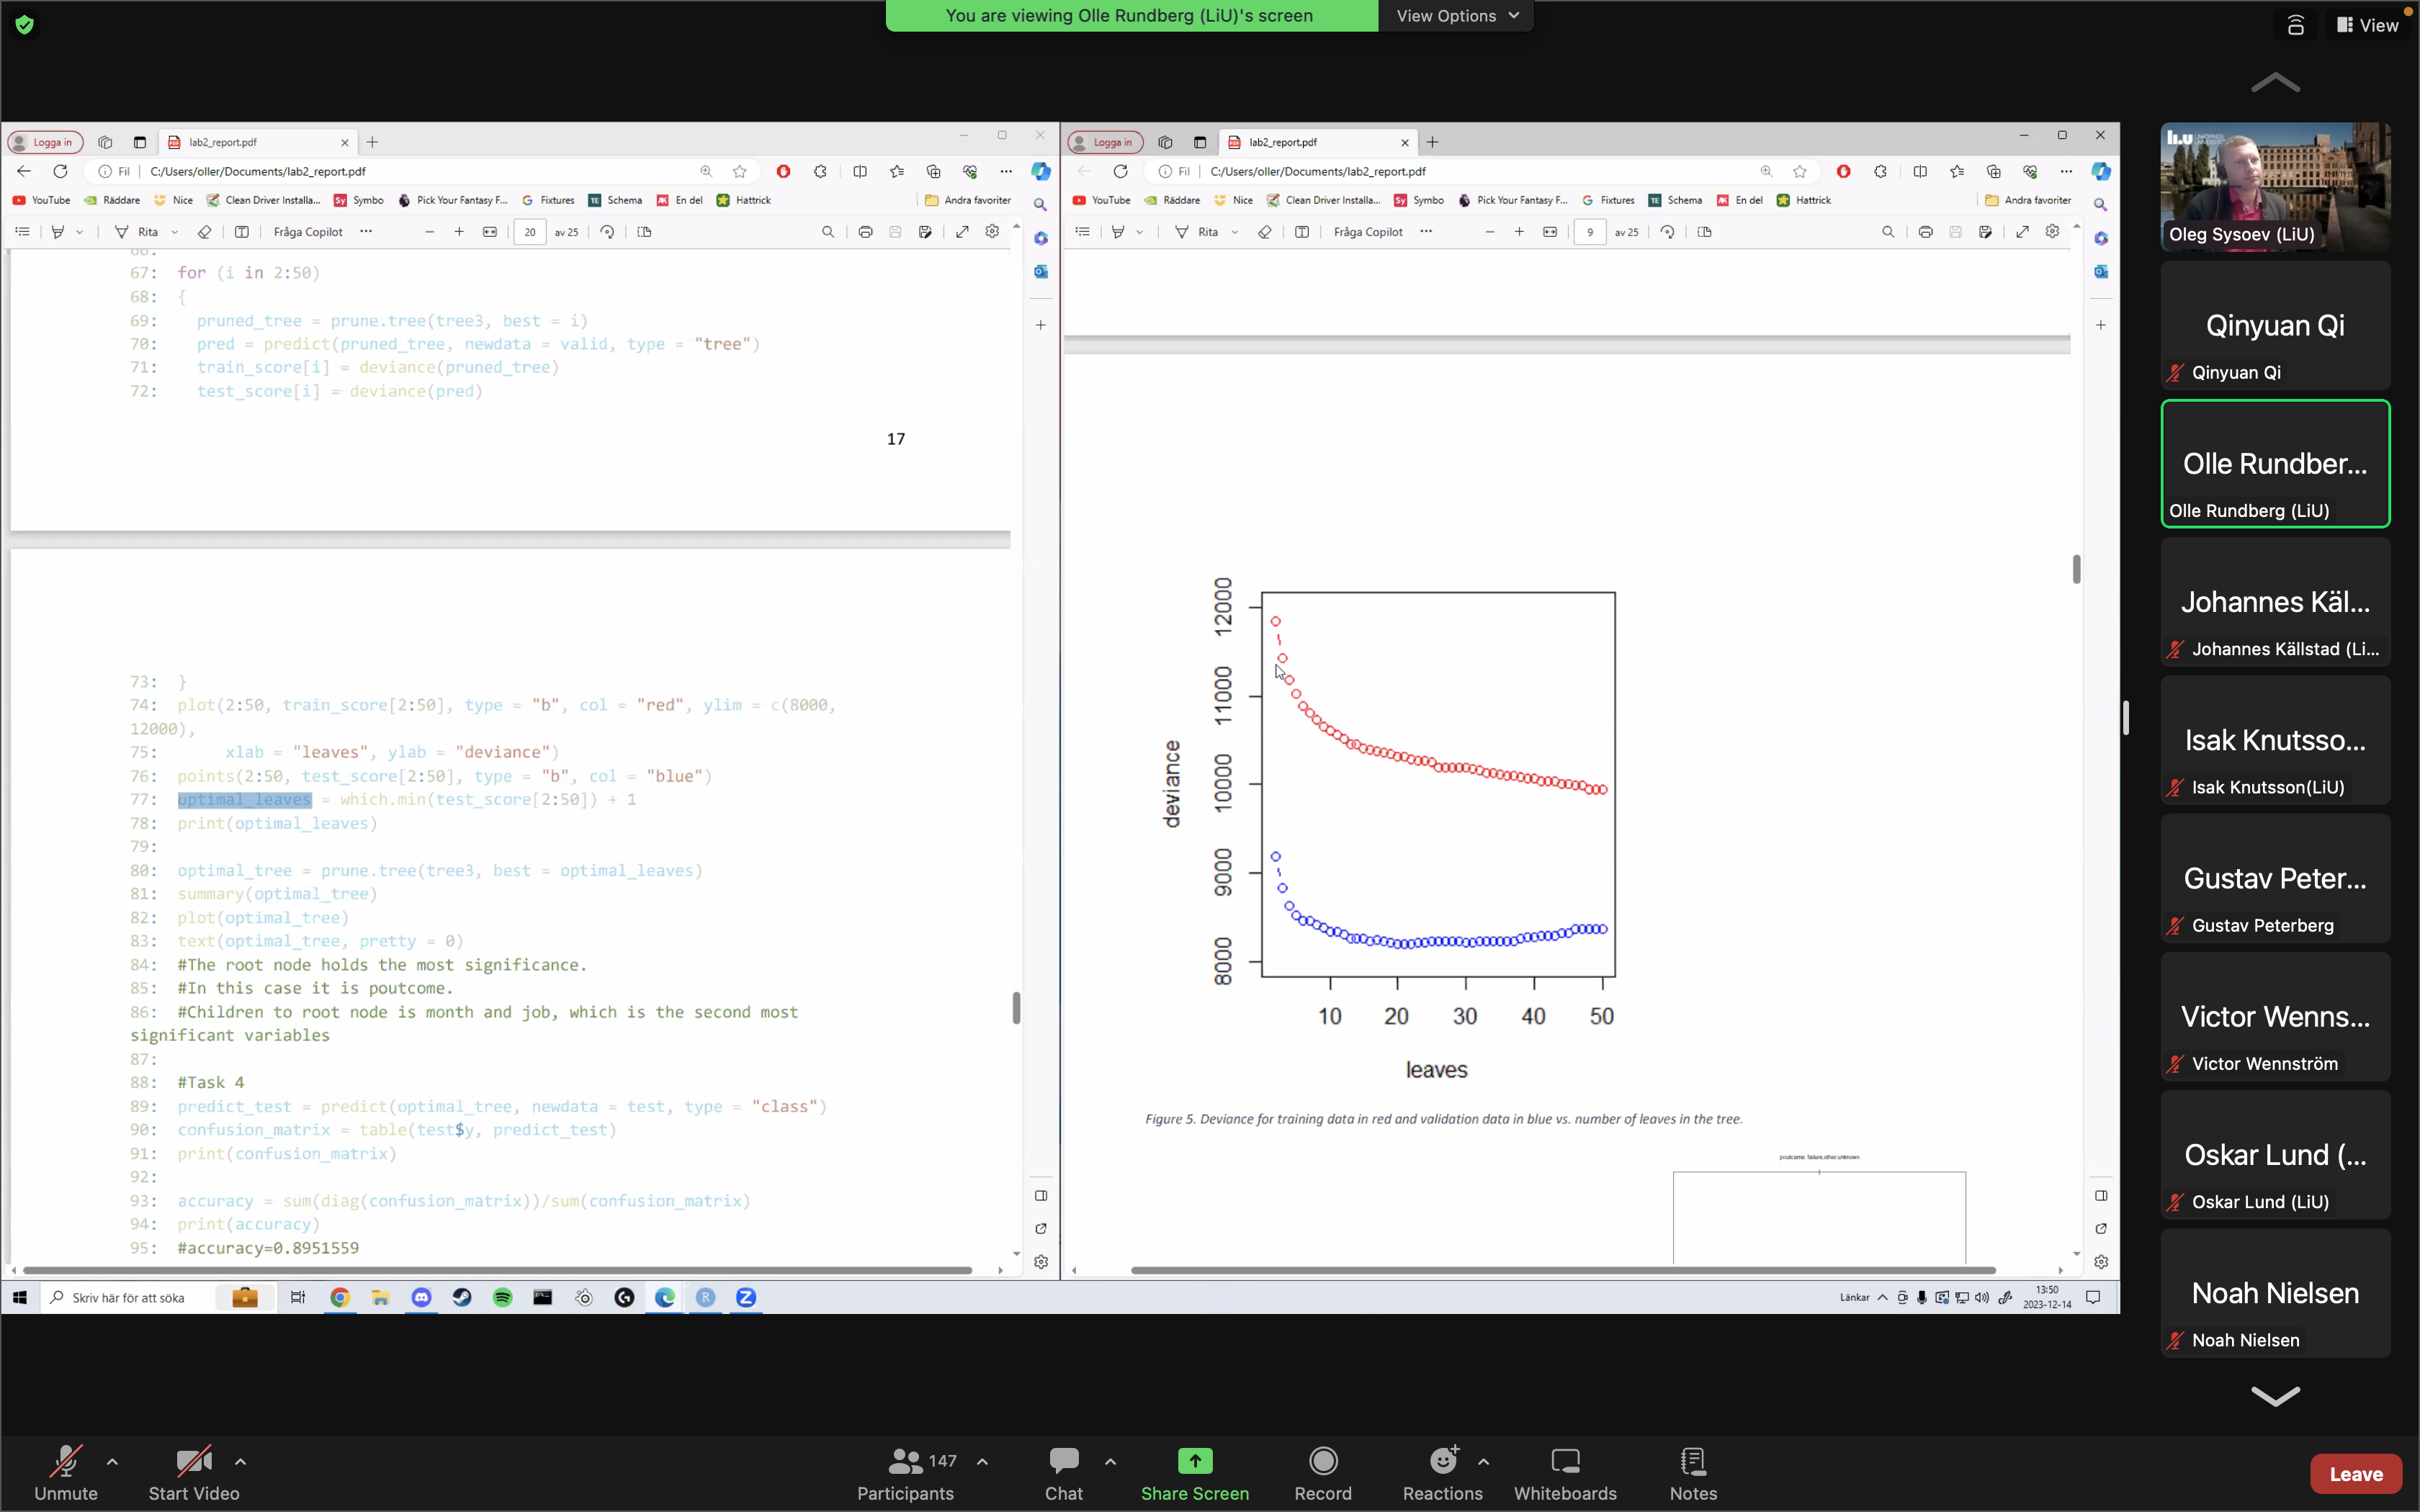 You are viewing Olle Rundberg (LiU)'s screen
View Options
View
Logga in
lab2_report.pdf
Fil
C:/Users/oller/Documents/lab2_report.pdf
YouTube
Räddare
Nice
Clean Driver Installa...
Sy
Symbo
Pick Your Fantasy F...
Fixtures
TE
Schema
En del
Hattrick
Andra favoriter
Rita
Fråga Copilot
20
av 25
66:
67: for (i in 2:50)
68: {
69: pruned_tree = prune.tree(tree3, best = i)
70: pred = predict(pruned_tree, newdata = valid, type = "tree")
71: train_score[i] = deviance(pruned_tree)
72: test_score[i] = deviance(pred)
17
73: }
74: plot(2:50, train_score[2:50], type = "b", col = "red", ylim = c(8000,
12000),
75: xlab = "leaves", ylab = "deviance")
76: points(2:50, test_score[2:50], type = "b", col = "blue")
77: optimal_leaves = which.min(test_score[2:50]) + 1
78: print(optimal_leaves)
79:
80: optimal_tree = prune.tree(tree3, best = optimal_leaves)
81: summary(optimal_tree)
82: plot(optimal_tree)
83: text(optimal_tree, pretty = 0)
84: #The root node holds the most significance.
85: #In this case it is poutcome.
86: #Children to root node is month and job, which is the second most
significant variables
87:
88: #Task 4
89: predict_test = predict(optimal_tree, newdata = test, type = "class")
90: confusion_matrix = table(test$y, predict_test)
91: print(confusion_matrix)
92:
93: accuracy = sum(diag(confusion_matrix))/sum(confusion_matrix)
94: print(accuracy)
95: #accuracy=0.8951559
Logga in
lab2_report.pdf
Fil
C:/Users/oller/Documents/lab2_report.pdf
YouTube
Räddare
Nice
Clean Driver Installa...
Sy
Symbo
Pick Your Fantasy F...
Fixtures
TE
Schema
En del
Hattrick
Andra favoriter
Rita
Fråga Copilot
9
av 25
12000
11000
10000
9000
8000
deviance
10
20
30
40
50
leaves
Figure 5. Deviance for training data in red and validation data in blue vs. number of leaves in the tree.
poutcome: failure,other,unknown
Skriv här för att söka
Länkar
13:50
2023-12-14
li.u
Oleg Sysoev (LiU)
Qinyuan Qi
Qinyuan Qi
Olle Rundber...
Olle Rundberg (LiU)
Johannes Käl...
Johannes Källstad (Li...
Isak Knutsso...
Isak Knutsson(LiU)
Gustav Peter...
Gustav Peterberg
Victor Wenns...
Victor Wennström
Oskar Lund (...
Oskar Lund (LiU)
Noah Nielsen
Noah Nielsen
Unmute
Start Video
147
Participants
Chat
Share Screen
Record
Reactions
Whiteboards
Notes
Leave